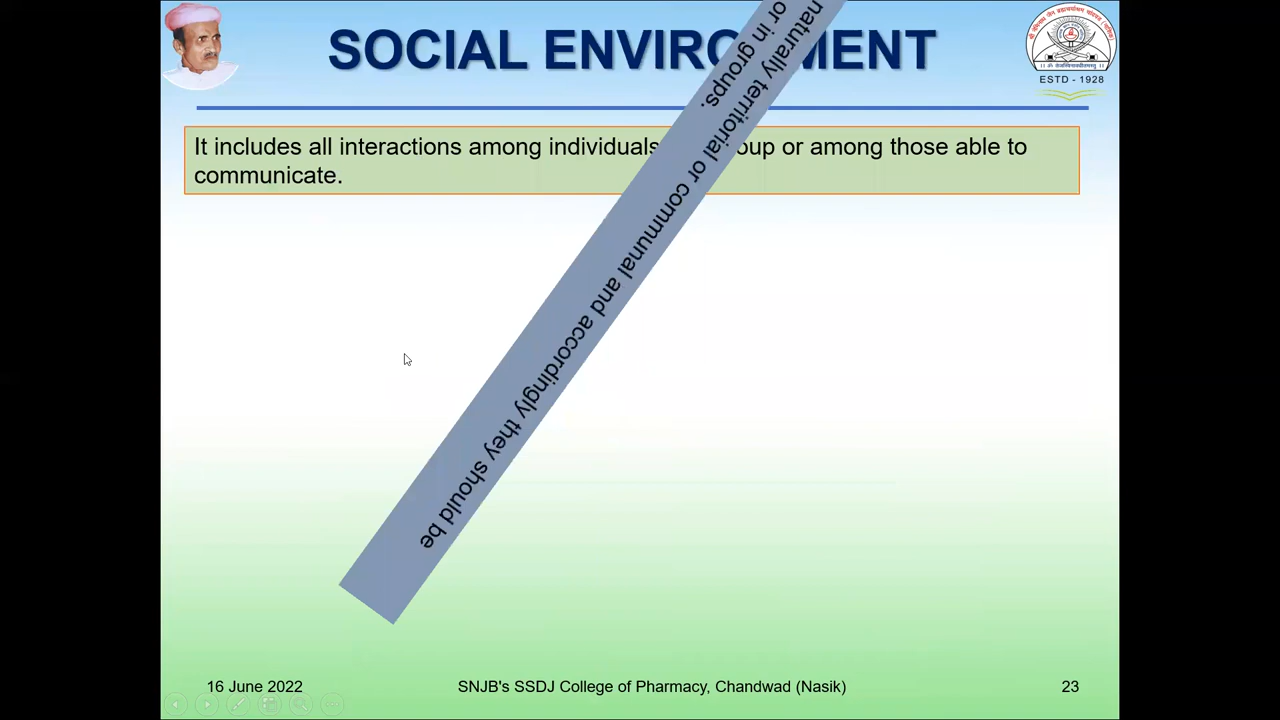 SOCIAL ENVIRO MENT
ESTD - 1928
It includes all interactions among individuals oup or among those able to
communicate.
naturally territorial or communal and accordingly they should be
or in groups.
16 June 2022
SNJB's SSDJ College of Pharmacy, Chandwad (Nasik)
23